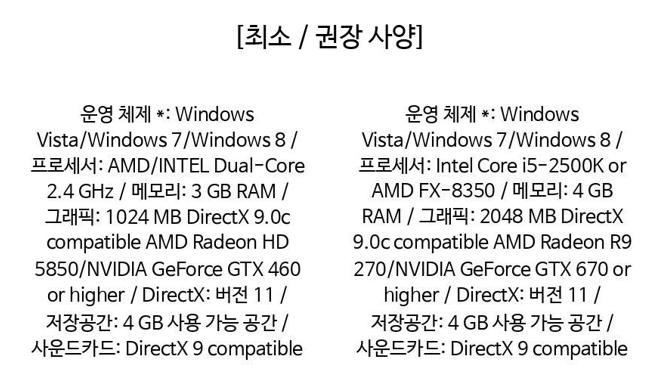 [최소 / 권장 사양]
운영 체제 *: Windows
Vista/Windows 7/Windows 8 /
프로세서: AMD/INTEL Dual-Core
2.4 GHz / 메모리: 3 GB RAM /
그래픽: 1024 MB DirectX 9.0c
compatible AMD Radeon HD
5850/NVIDIA GeForce GTX 460
or higher / DirectX: 버전 11 /
저장공간: 4 GB 사용 가능 공간 /
사운드카드: DirectX 9 compatible
운영 체제 *: Windows
Vista/Windows 7/Windows 8 /
프로세서: Intel Core i5-2500K or
AMD FX-8350 / 메모리: 4 GB
RAM / 그래픽: 2048 MB DirectX
9.0c compatible AMD Radeon R9
270/NVIDIA GeForce GTX 670 or
higher / DirectX: 버전 11 /
저장공간: 4 GB 사용 가능 공간 /
사운드카드: DirectX 9 compatible